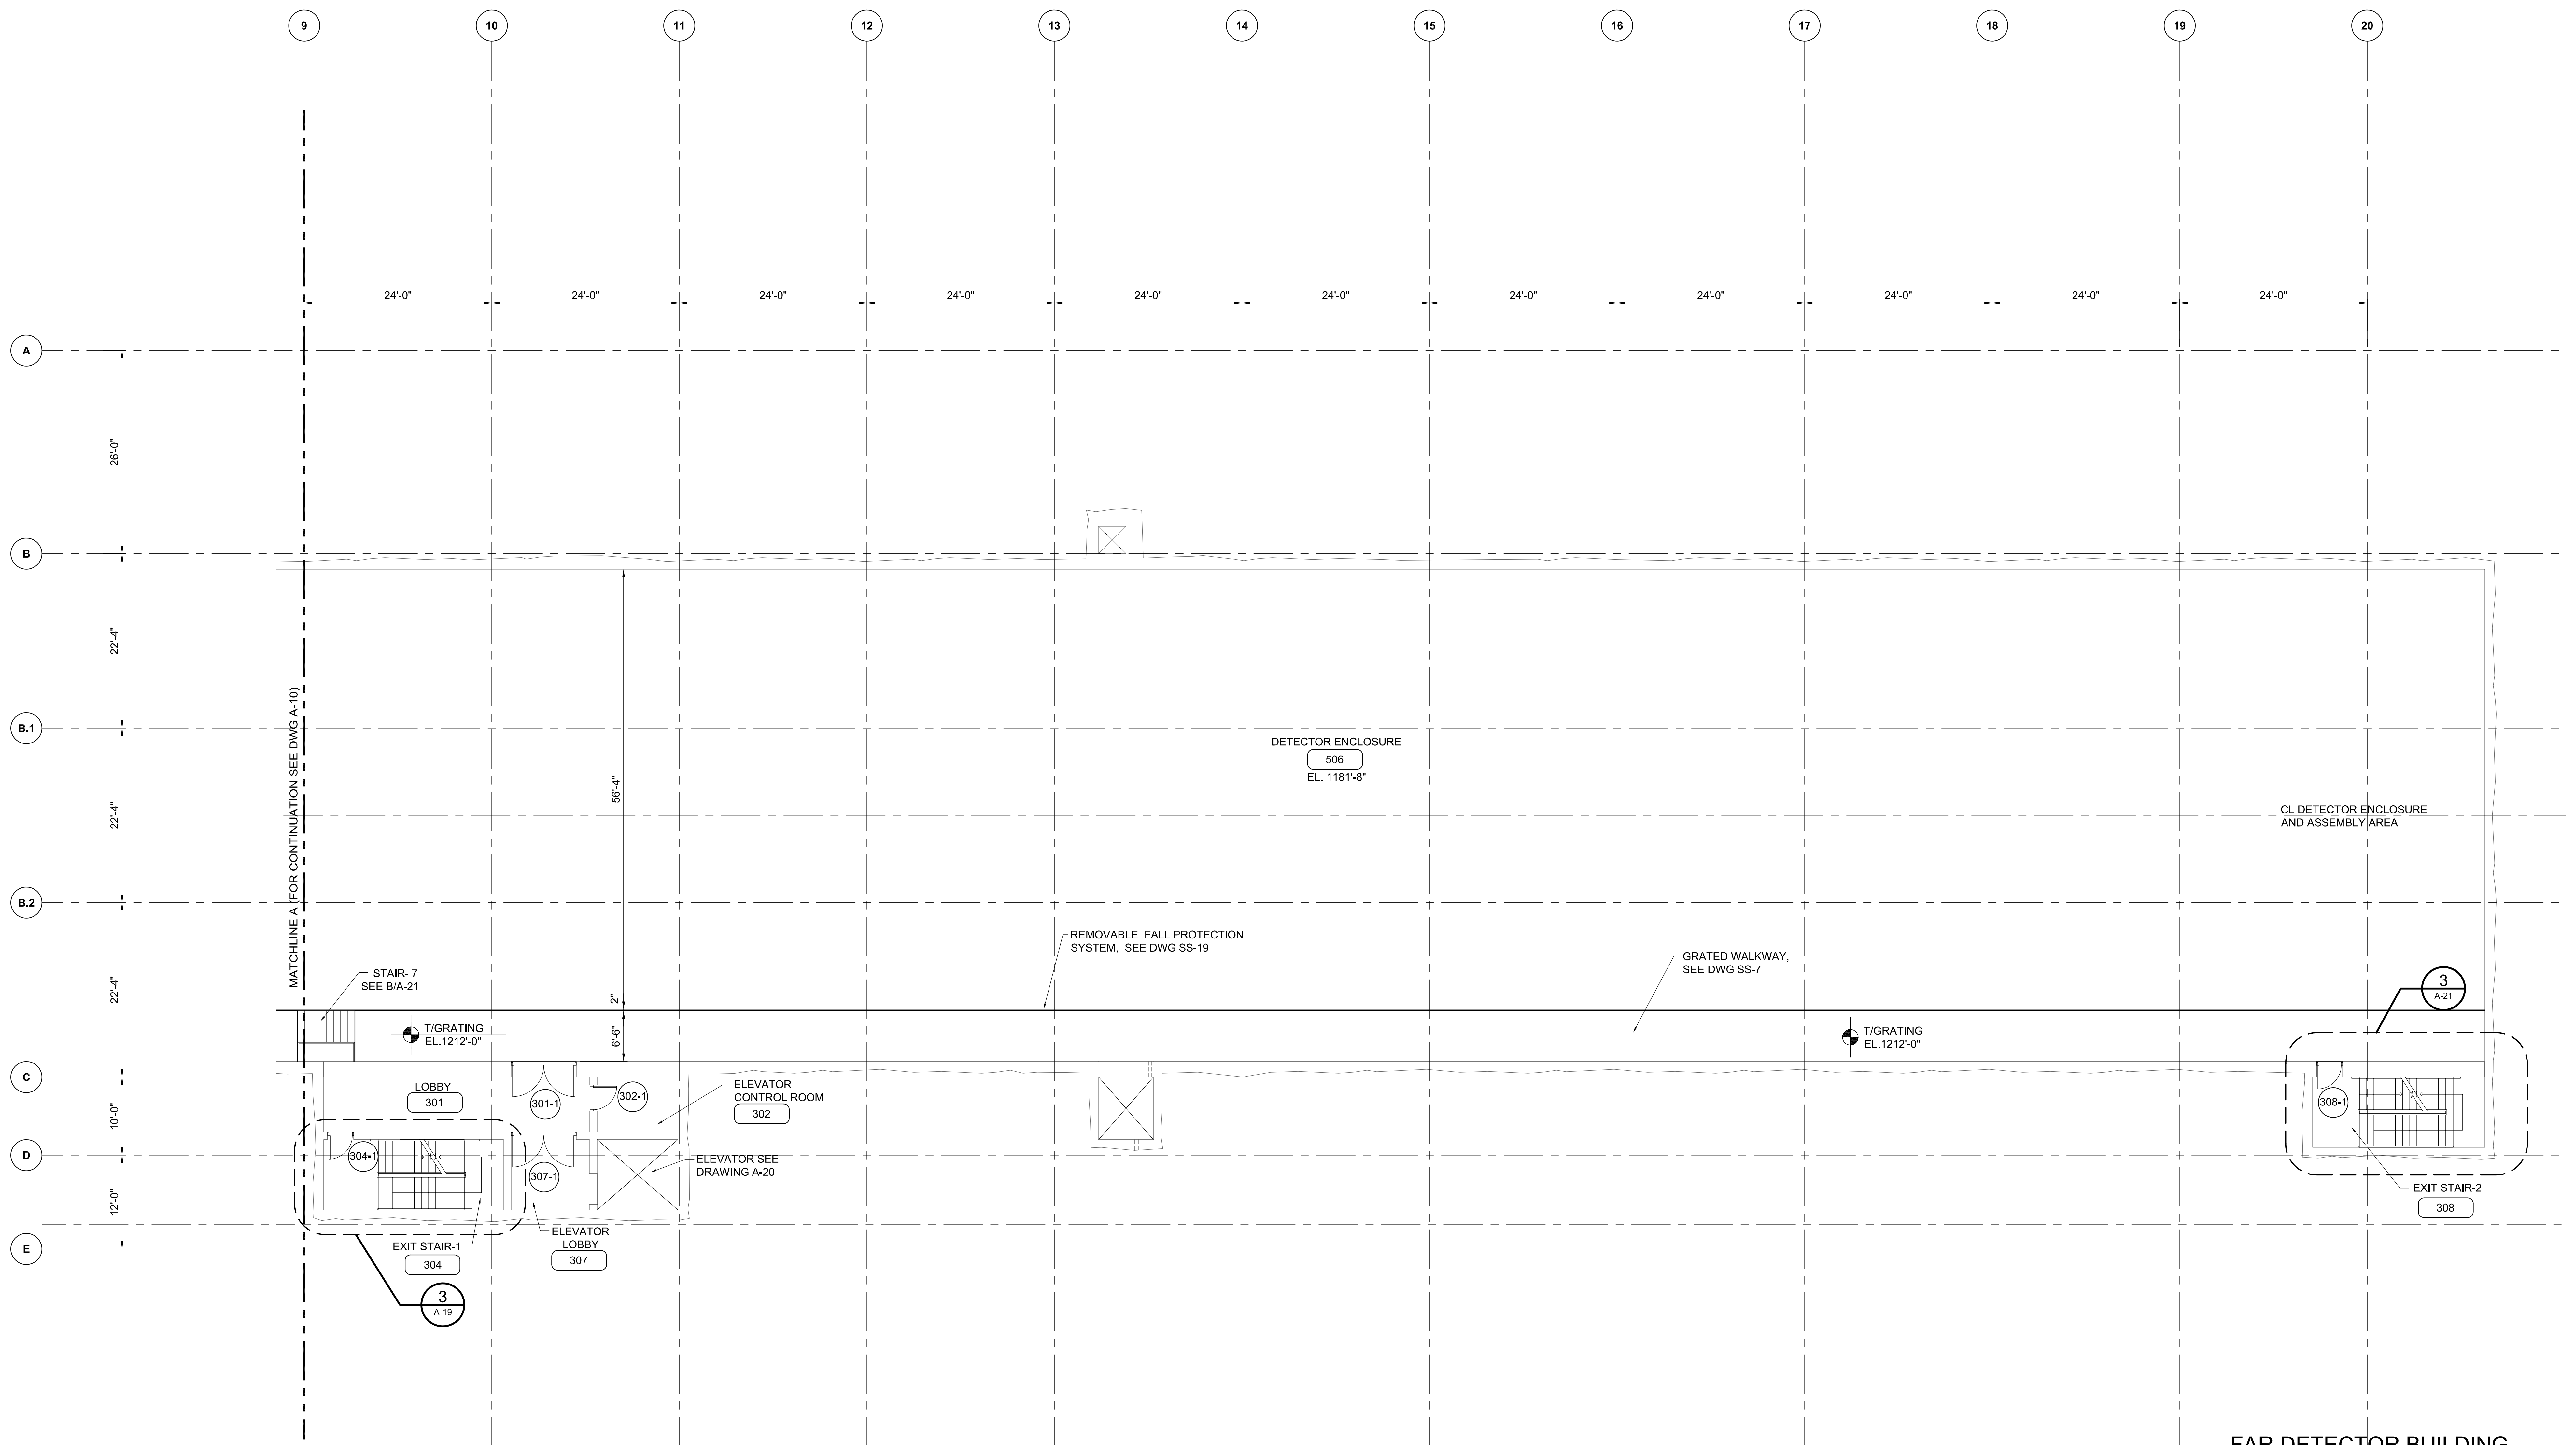 9 10 11 12 13 14 15 16 17 18 19 20
24'-0" 24'-0" 24'-0" 24'-0" 24'-0" 24'-0" 24'-0" 24'-0" 24'-0" 24'-0" 24'-0"
A
26'-0"
B
22'-4"
B.1
22'-4"
B.2
22'-4"
C
10'-0"
D
12'-0"
E
MATCHLINE A (FOR CONTINUATION SEE DWG A-10)
56'-4"
2"
6'-6"
DETECTOR ENCLOSURE
506
EL. 1181'-8"
CL DETECTOR ENCLOSURE
AND ASSEMBLY AREA
REMOVABLE FALL PROTECTION
SYSTEM, SEE DWG SS-19
GRATED WALKWAY,
SEE DWG SS-7
STAIR- 7
SEE B/A-21
3
A-21
T/GRATING
EL.1212'-0"
T/GRATING
EL.1212'-0"
LOBBY
301
301-1
302-1
ELEVATOR
CONTROL ROOM
302
308-1
304-1
307-1
ELEVATOR SEE
DRAWING A-20
EXIT STAIR-2
308
EXIT STAIR-1
304
ELEVATOR
LOBBY
307
3
A-19
FAR DETECTOR BUILDING